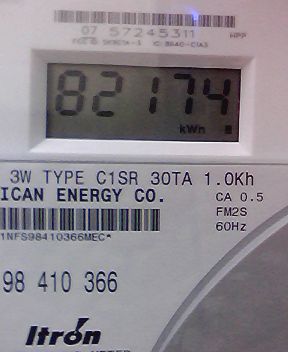 07 57245311
82174
kWh
3W TYPE C1SR 30TA 1.0Kh
ICAN ENERGY CO.
CA 0.5
FM2S
60Hz
1NFS98410366MEC*
98 410 366
Itron